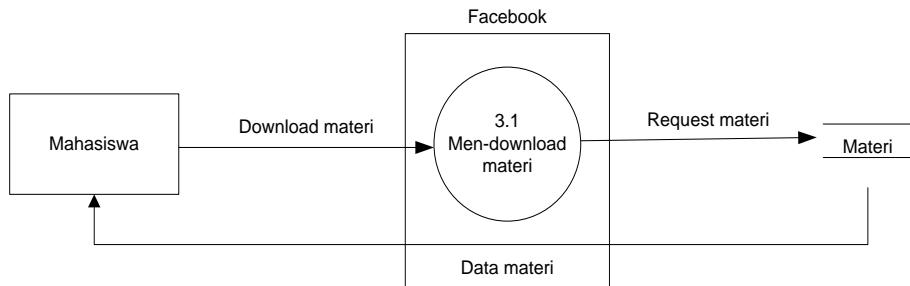 Facebook
Mahasiswa
Download materi
3.1
Men-download
materi
Request materi
Materi
Data materi